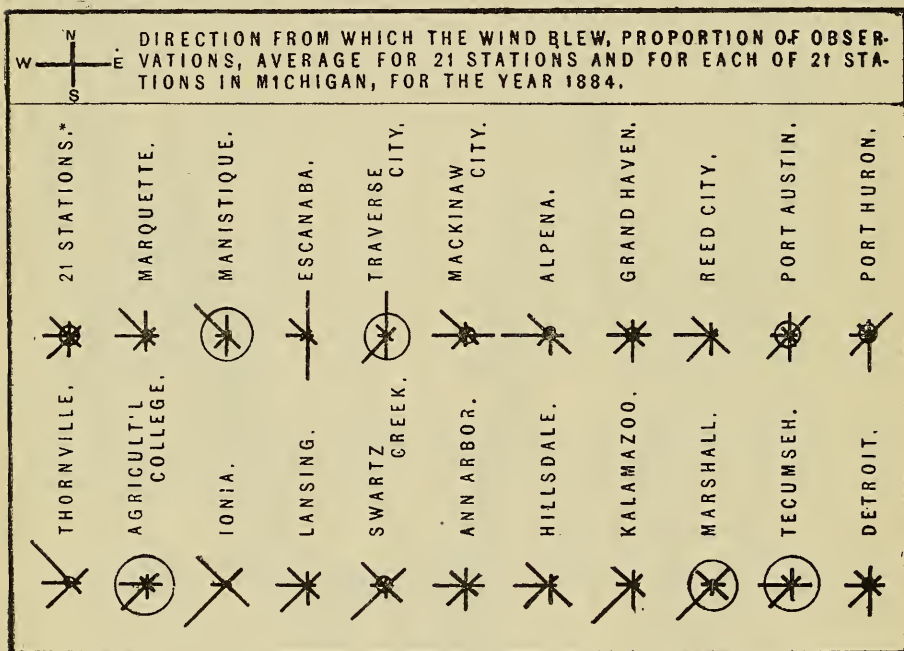 N
W E
S
DIRECTION FROM WHICH THE WIND BLEW, PROPORTION OF OBSER-
VATIONS, AVERAGE FOR 21 STATIONS AND FOR EACH OF 21 STA-
TIONS IN MICHIGAN, FOR THE YEAR 1884.
21 STATIONS.*
MARQUETTE.
MANISTIQUE.
ESCANABA.
TRAVERSE
CITY.
MACKINAW
CITY.
ALPENA.
GRAND HAVEN.
REED CITY.
PORT AUSTIN.
PORT HURON.
THORNVILLE.
AGRICULT'L
COLLEGE.
IONIA.
LANSING.
SWARTZ
CREEK.
ANN ARBOR.
HILLSDALE.
KALAMAZOO.
MARSHALL.
TECUMSEH.
DETROIT.